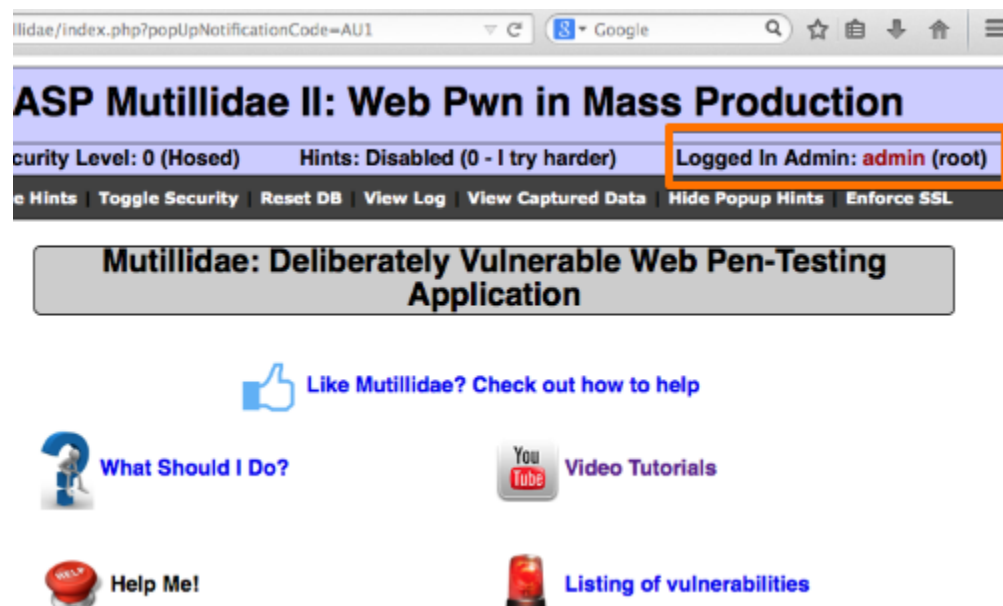 llidae/index.php?popUpNotificationCode=AU1 Google
ASP Mutillidae II: Web Pwn in Mass Production
curity Level: 0 (Hosed) Hints: Disabled (0 - I try harder) Logged In Admin: admin (root)
e Hints | Toggle Security | Reset DB | View Log | View Captured Data | Hide Popup Hints | Enforce SSL
Mutillidae: Deliberately Vulnerable Web Pen-Testing
Application
Like Mutillidae? Check out how to help
What Should I Do?
You Tube Video Tutorials
HELP Help Me!
Listing of vulnerabilities